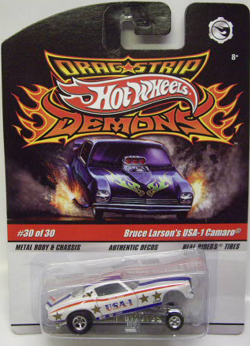 DRAG STRIP
Hot Wheels
DEMONS
#30 of 30
Bruce Larson's USA-1 Camaro®
METAL BODY & CHASSIS
AUTHENTIC DECOS
REAL RIDERS® TIRES
USA-1